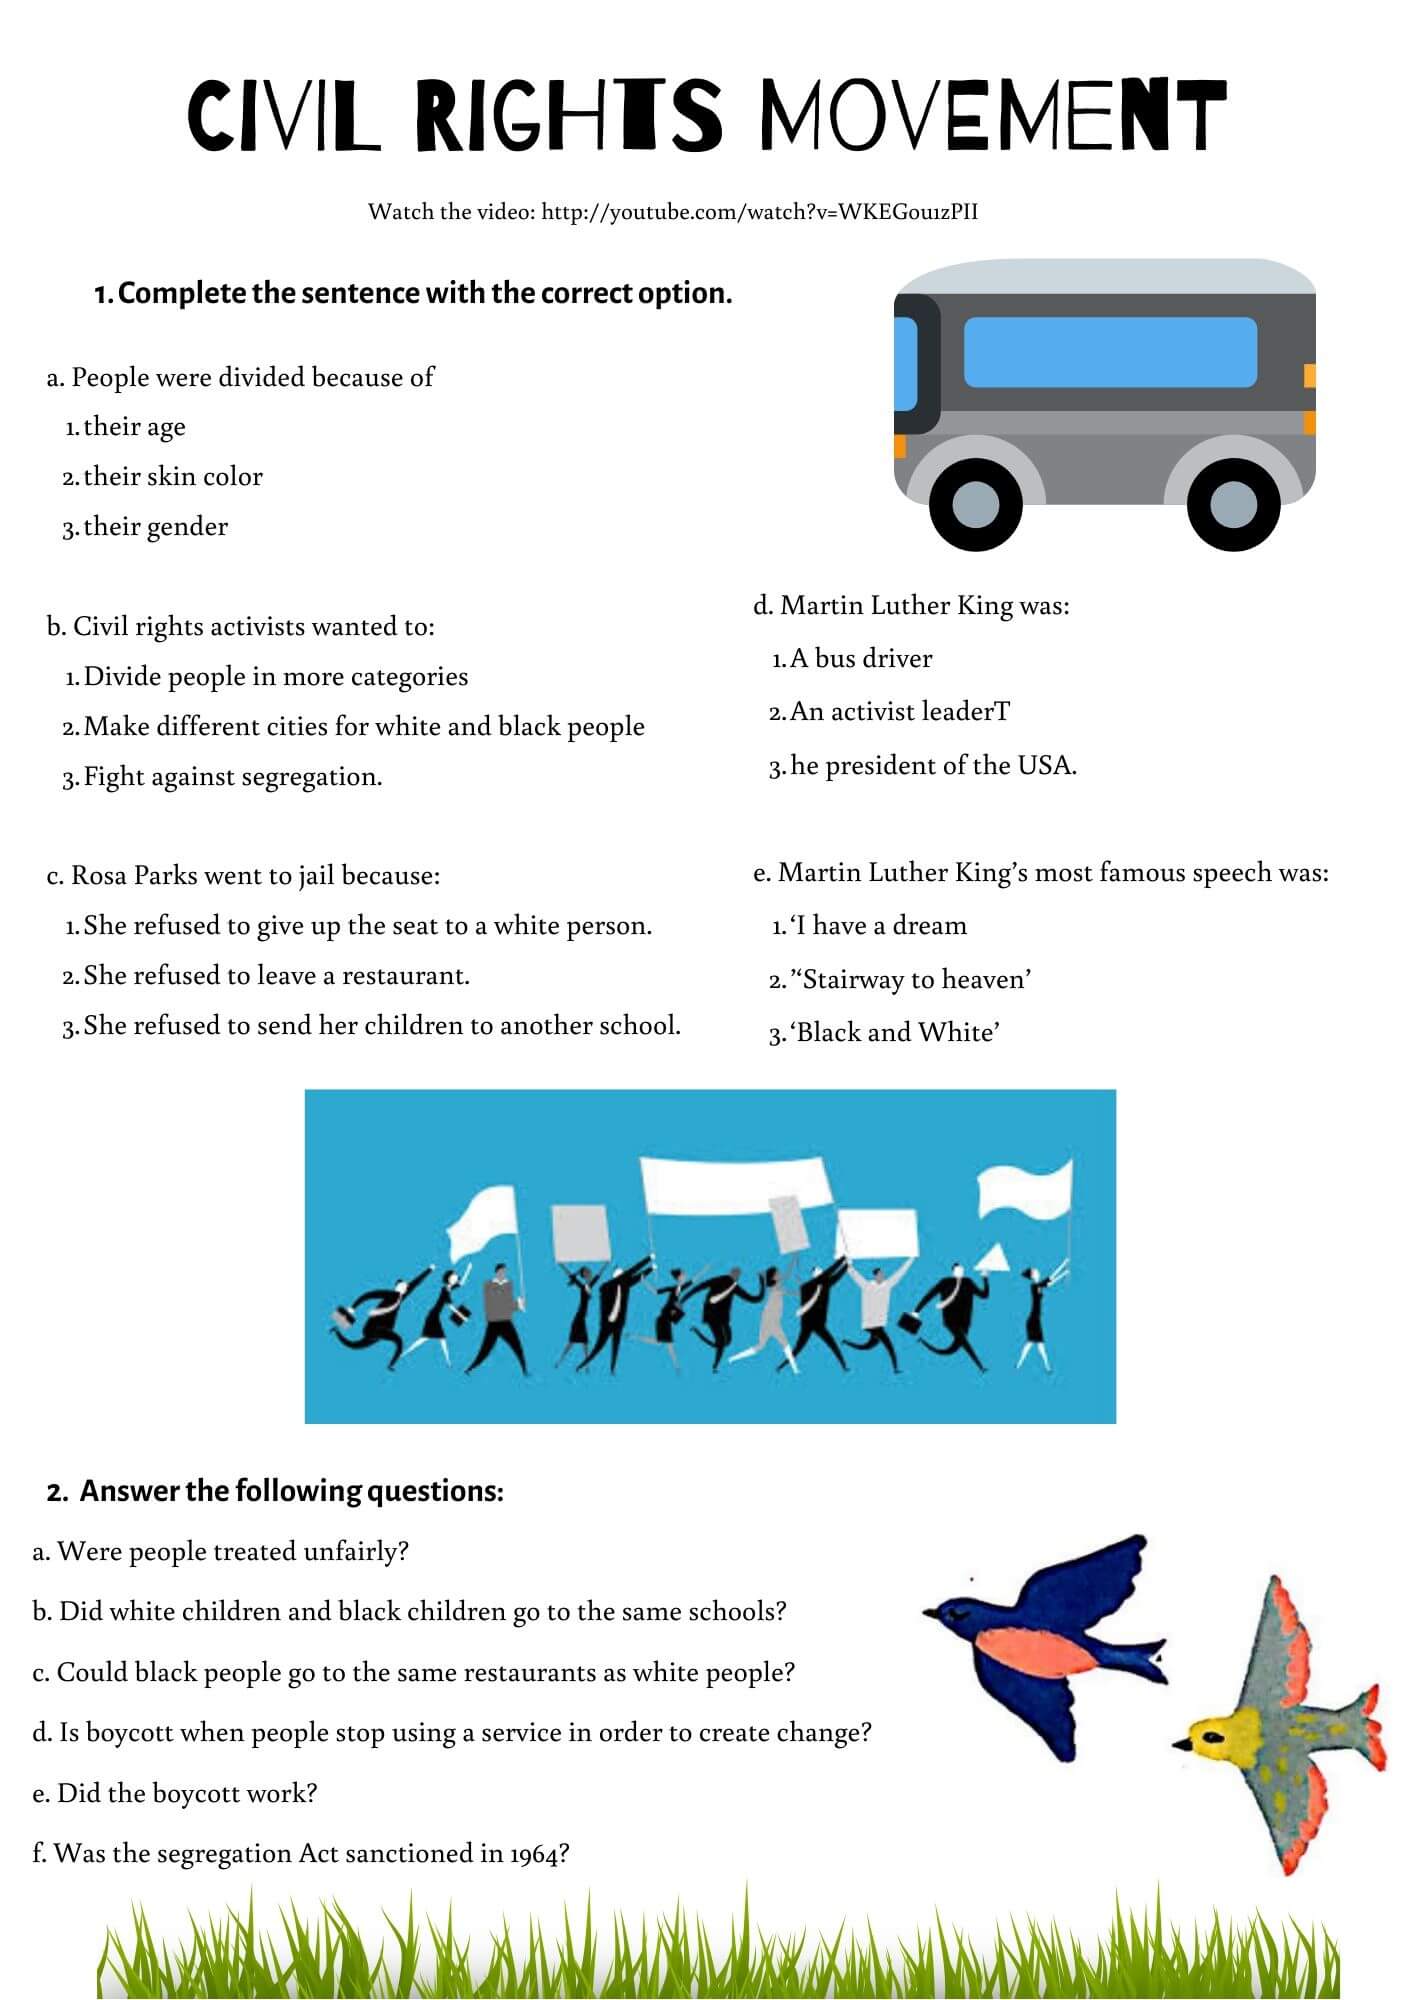 CIVIL RIGHTS MOVEMENT
Watch the video: http://youtube.com/watch?v=WKEGou1zPII
1. Complete the sentence with the correct option.
a. People were divided because of
1. their age
2. their skin color
3. their gender
b. Civil rights activists wanted to:
1. Divide people in more categories
2. Make different cities for white and black people
3. Fight against segregation.
c. Rosa Parks went to jail because:
1. She refused to give up the seat to a white person.
2. She refused to leave a restaurant.
3. She refused to send her children to another school.
d. Martin Luther King was:
1. A bus driver
2. An activist leaderT
3. he president of the USA.
e. Martin Luther King’s most famous speech was:
1. ‘I have a dream
2. ’‘Stairway to heaven’
3. ‘Black and White’
2. Answer the following questions:
a. Were people treated unfairly?
b. Did white children and black children go to the same schools?
c. Could black people go to the same restaurants as white people?
d. Is boycott when people stop using a service in order to create change?
e. Did the boycott work?
f. Was the segregation Act sanctioned in 1964?